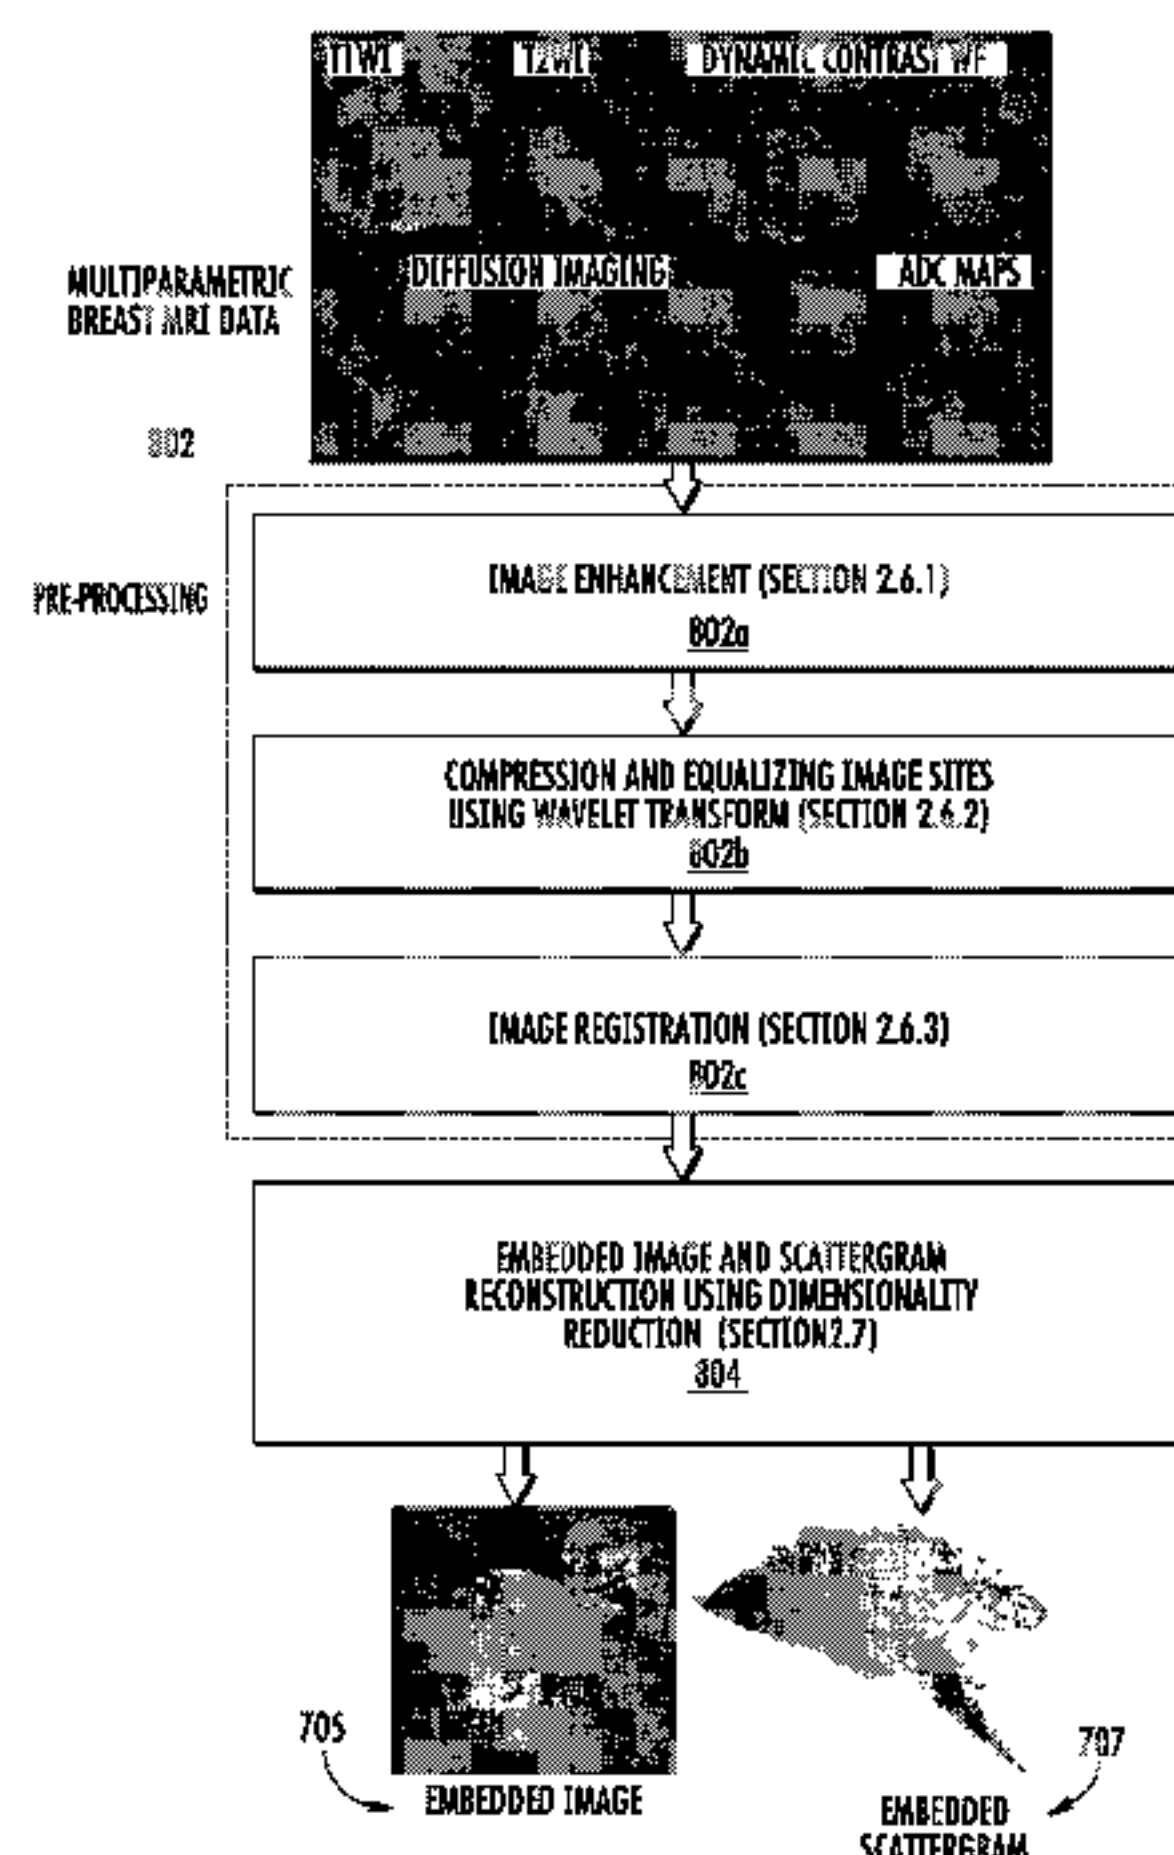 T1WI T2WI DYNAMIC CONTRAST WF
DIFFUSION IMAGING ADC MAPS
MULTIPARAMETRIC
BREAST MRI DATA
802
PRE-PROCESSING
IMAGE ENHANCEMENT (SECTION 2.6.1)
802a
COMPRESSION AND EQUALIZING IMAGE SITES
USING WAVELET TRANSFORM (SECTION 2.6.2)
802b
IMAGE REGISTRATION (SECTION 2.6.3)
802c
EMBEDDED IMAGE AND SCATTERGRAM
RECONSTRUCTION USING DIMENSIONALITY
REDUCTION (SECTION2.7)
804
705
EMBEDDED IMAGE
707
EMBEDDED
SCATTERGRAM